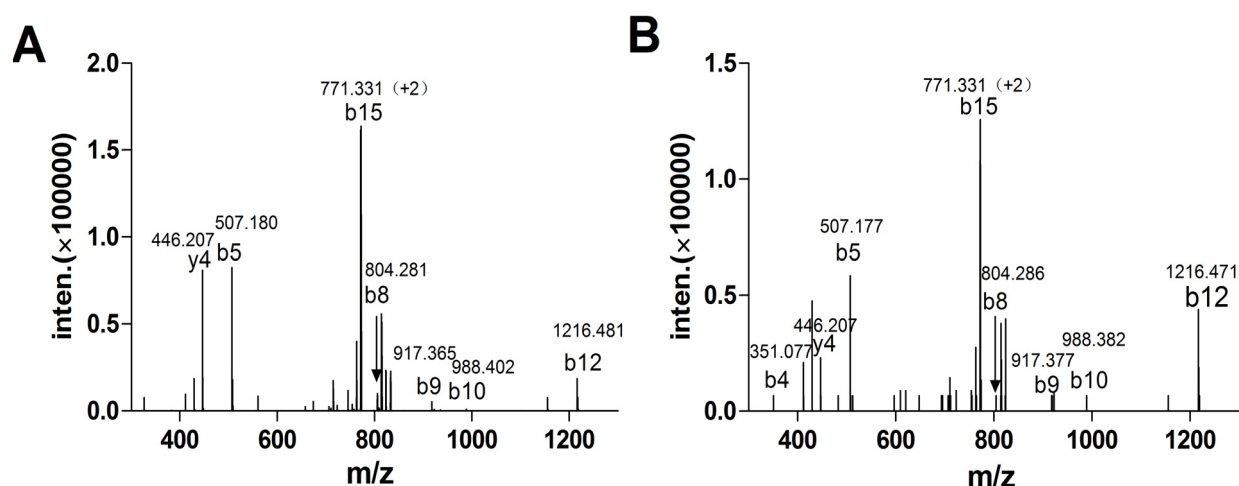 A
2.0
1.5
1.0
0.5
0.0
inten.(×100000)
771.331（+2）
b15
507.180
446.207
b5
y4
804.281
b8
917.365
b9
988.402
b10
1216.481
b12
400
600
800
1000
1200
m/z
B
1.5
1.0
0.5
0.0
inten.(×100000)
771.331（+2）
b15
507.177
b5
446.207
y4
351.077
b4
804.286
b8
917.377
b9
988.382
b10
1216.471
b12
400
600
800
1000
1200
m/z